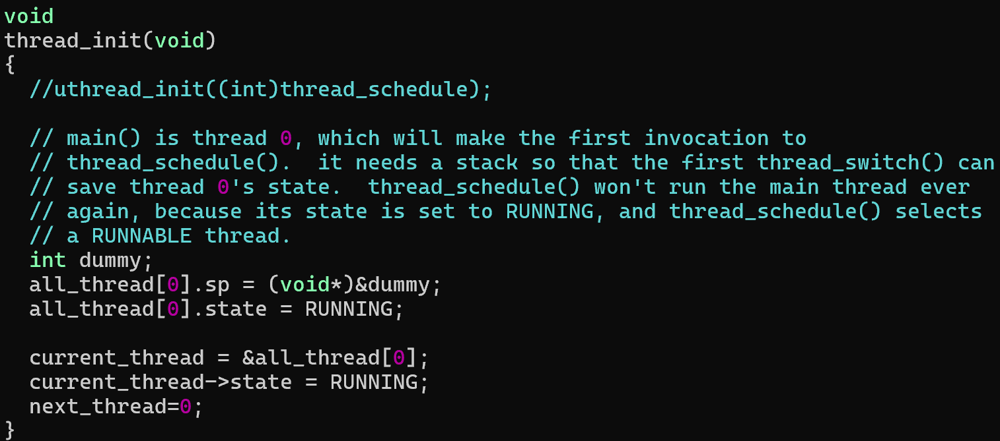 void
thread_init(void)
{
  //uthread_init((int)thread_schedule);

  // main() is thread 0, which will make the first invocation to
  // thread_schedule().  it needs a stack so that the first thread_switch() can
  // save thread 0's state.  thread_schedule() won't run the main thread ever
  // again, because its state is set to RUNNING, and thread_schedule() selects
  // a RUNNABLE thread.
  int dummy;
  all_thread[0].sp = (void*)&dummy;
  all_thread[0].state = RUNNING;

  current_thread = &all_thread[0];
  current_thread->state = RUNNING;
  next_thread=0;
}